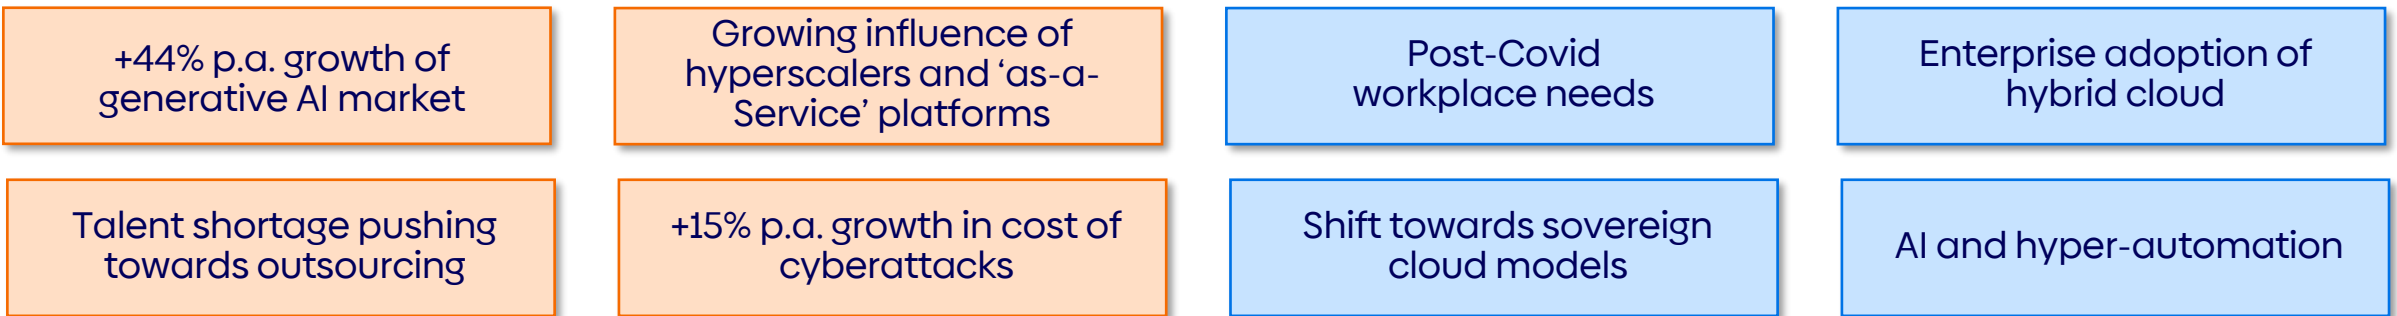 +44% p.a. growth of
generative AI market
Growing influence of
hyperscalers and ‘as-a-
Service’ platforms
Post-Covid
workplace needs
Enterprise adoption of
hybrid cloud
Talent shortage pushing
towards outsourcing
+15% p.a. growth in cost of
cyberattacks
Shift towards sovereign
cloud models
AI and hyper-automation